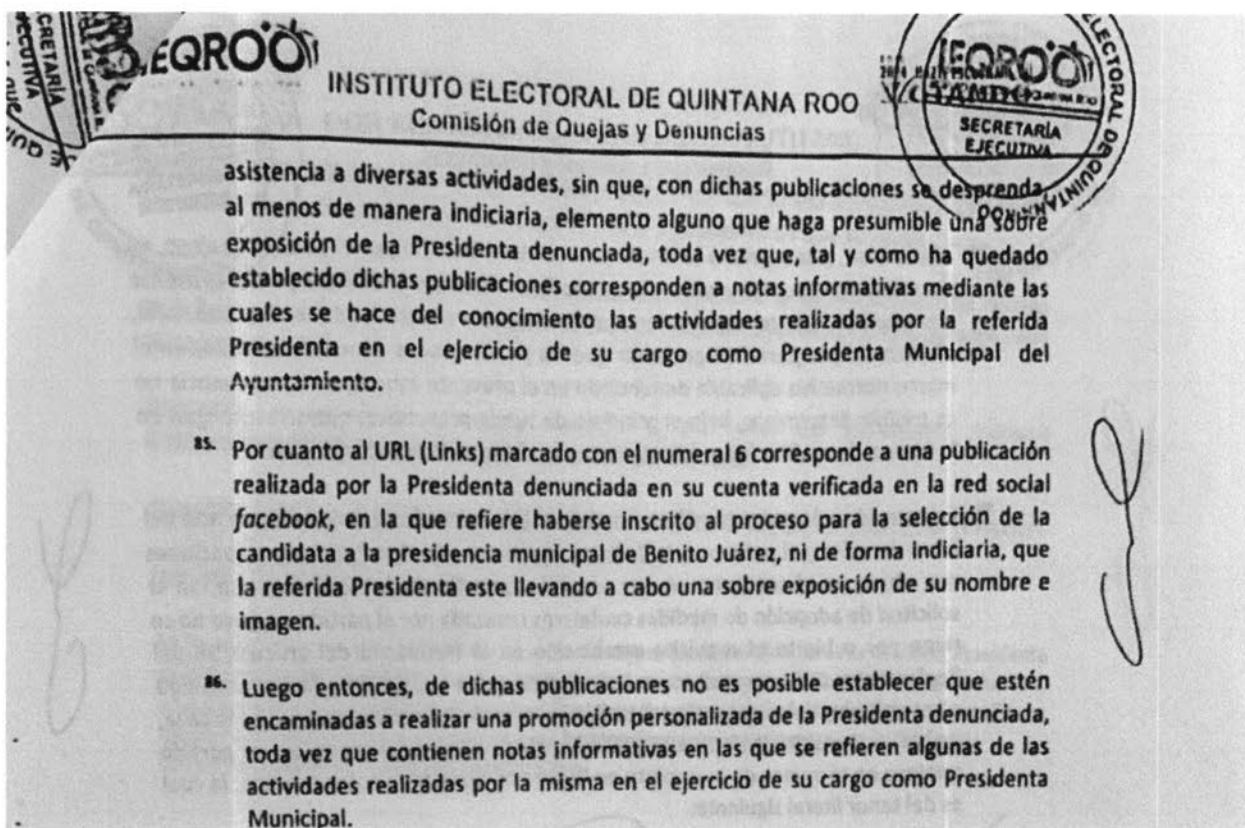 IEQROO
INSTITUTO ELECTORAL DE QUINTANA ROO
Comisión de Quejas y Denuncias
SECRETARÍA
EJECUTIVA
ELECTORAL DE QUINTANA ROO
asistencia a diversas actividades, sin que, con dichas publicaciones se desprenda,
al menos de manera indiciaria, elemento alguno que haga presumible una sobre
exposición de la Presidenta denunciada, toda vez que, tal y como ha quedado
establecido dichas publicaciones corresponden a notas informativas mediante las
cuales se hace del conocimiento las actividades realizadas por la referida
Presidenta en el ejercicio de su cargo como Presidenta Municipal del
Ayuntamiento.
85. Por cuanto al URL (Links) marcado con el numeral 6 corresponde a una publicación
realizada por la Presidenta denunciada en su cuenta verificada en la red social
facebook, en la que refiere haberse inscrito al proceso para la selección de la
candidata a la presidencia municipal de Benito Juárez, ni de forma indiciaria, que
la referida Presidenta este llevando a cabo una sobre exposición de su nombre e
imagen.
86. Luego entonces, de dichas publicaciones no es posible establecer que estén
encaminadas a realizar una promoción personalizada de la Presidenta denunciada,
toda vez que contienen notas informativas en las que se refieren algunas de las
actividades realizadas por la misma en el ejercicio de su cargo como Presidenta
Municipal.